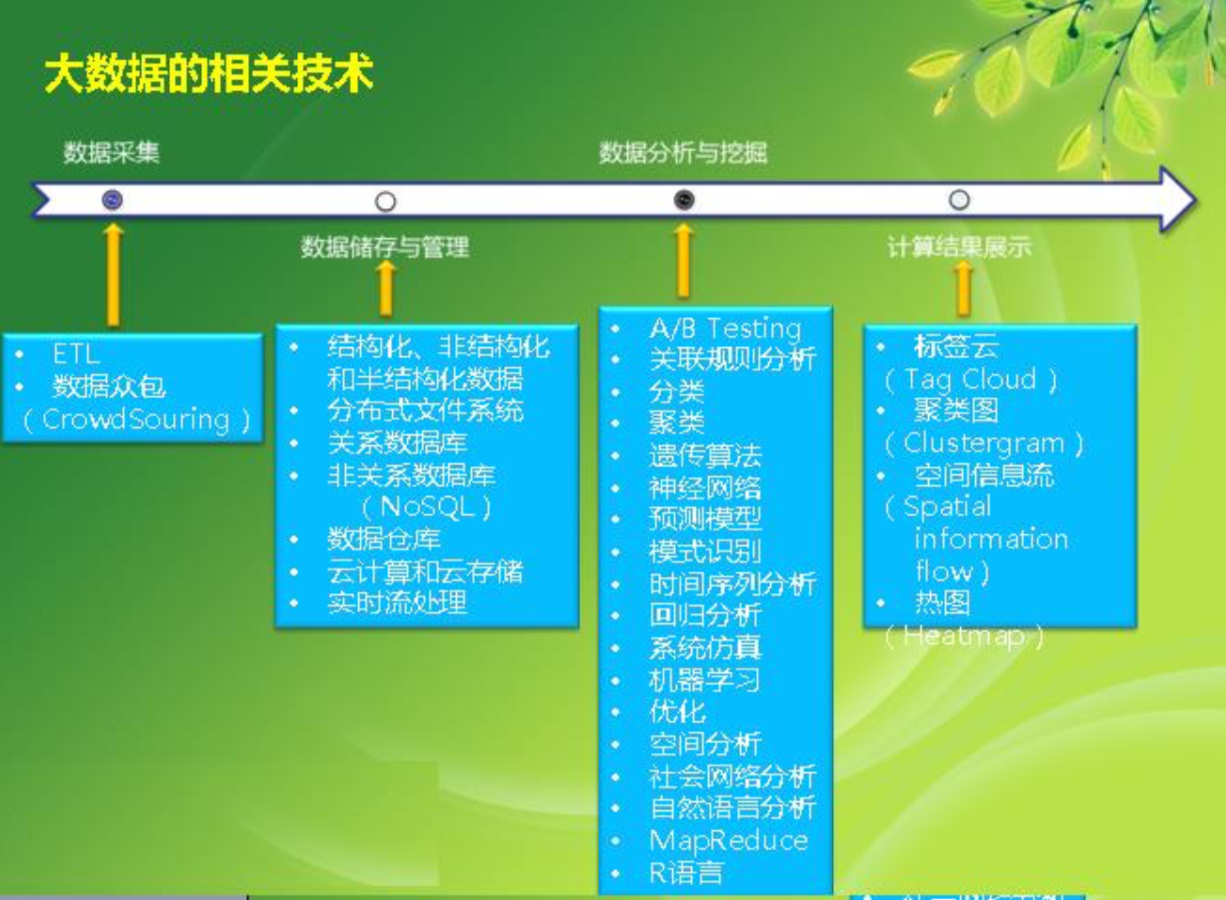 大数据的相关技术
数据采集
数据分析与挖掘
数据储存与管理
计算结果展示
• ETL
• 数据众包
(CrowdSouring)
• 结构化、非结构化
和半结构化数据
• 分布式文件系统
• 关系数据库
• 非关系数据库
(NoSQL)
• 数据仓库
• 云计算和云存储
• 实时流处理
• A/B Testing
• 关联规则分析
• 分类
• 聚类
• 遗传算法
• 神经网络
• 预测模型
• 模式识别
• 时间序列分析
• 回归分析
• 系统仿真
• 机器学习
• 优化
• 空间分析
• 社会网络分析
• 自然语言分析
• MapReduce
• R语言
• 标签云
(Tag Cloud)
• 聚类图
(Clustergram)
• 空间信息流
(Spatial
information
flow)
• 热图
(Heatmap)